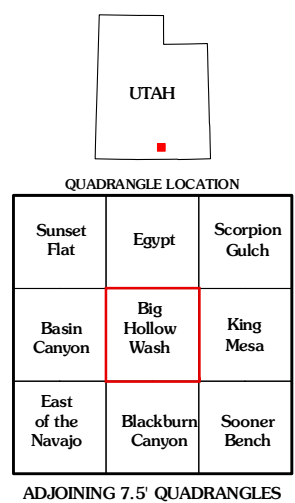 UTAH
QUADRANGLE LOCATION
Sunset
Flat
Egypt
Scorpion
Gulch
Basin
Canyon
Big
Hollow
Wash
King
Mesa
East
of the
Navajo
Blackburn
Canyon
Sooner
Bench
ADJOINING 7.5' QUADRANGLES